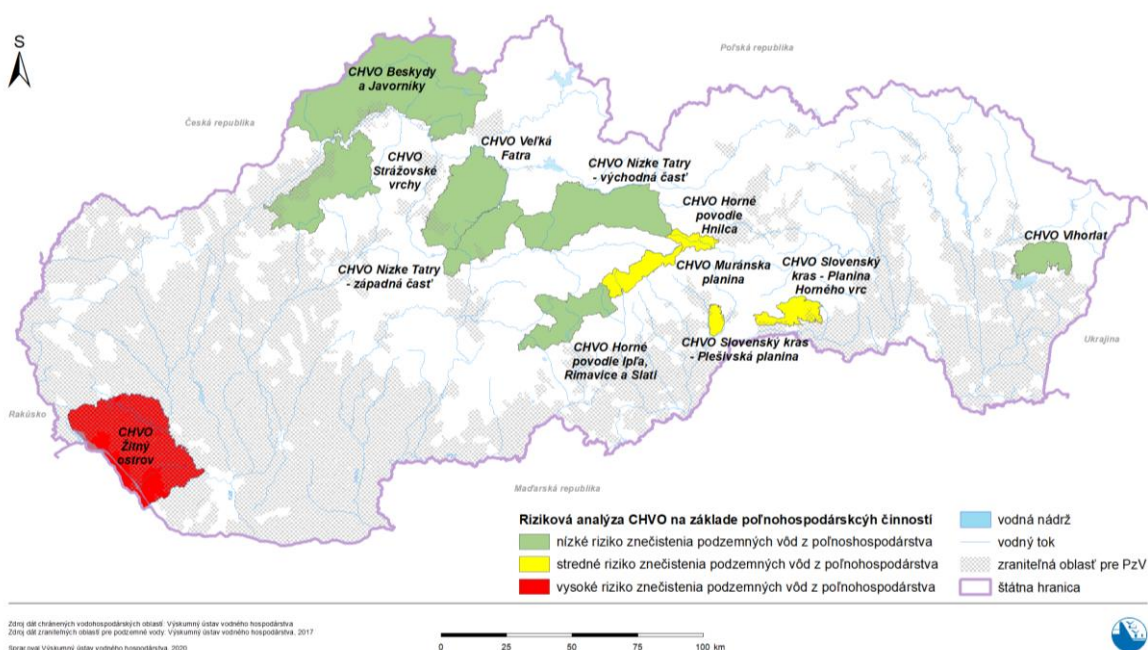 S
Poľská republika
CHVO Beskydy
a Javorníky
Česká republika
CHVO Veľká
Fatra
CHVO
Strážovské
vrchy
CHVO Nízke Tatry
- východná časť
CHVO Horné
povodie
Hnilca
CHVO Vihorlat
CHVO Nízke Tatry
- západná časť
CHVO Muránska
planina
CHVO Slovenský
kras - Planina
Horného vrc
CHVO Horné
povodie Ipľa,
Rimavice a Slati
CHVO Slovenský kras
- Plešivská planina
Ukrajina
Rakúsko
CHVO
Žitný
ostrov
Maďarská republika
Riziková analýza CHVO na základe poľnohospodárskcýh činností
nízké riziko znečistenia podzemných vôd z poľnoshospodárstva
stredné riziko znečistenia podzemných vôd z poľnohospodárstva
vysoké riziko znečistenia podzemných vôd z poľnohospodárstva
vodná nádrž
vodný tok
zraniteľná oblasť pre PzV
štátna hranica
Zdroj dát chránených vodohospodárskych oblastí: Výskumný ústav vodného hospodárstva
Zdroj dát zraniteľných oblastí pre podzemné vody: Výskumný ústav vodného hospodárstva, 2017
Spracoval Výskumný ústav vodného hospodárstva, 2020
0 25 50 75 100 km